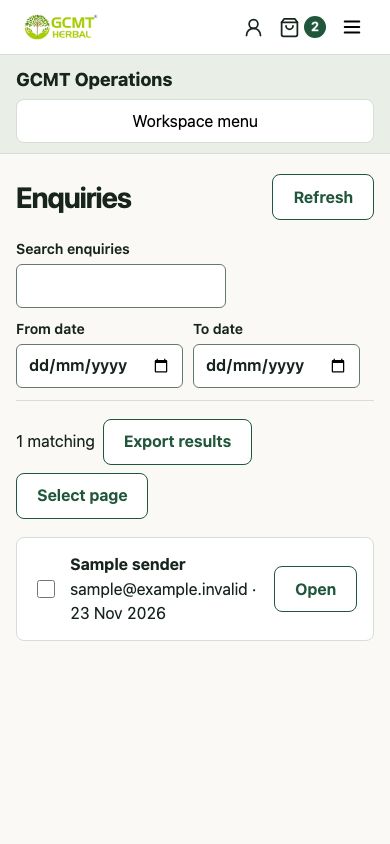 GCMT
HERBAL
2
GCMT Operations
Workspace menu
Enquiries
Refresh
Search enquiries
From date
To date
dd/mm/yyyy
dd/mm/yyyy
1 matching
Export results
Select page
Sample sender
sample@example.invalid ·
23 Nov 2026
Open